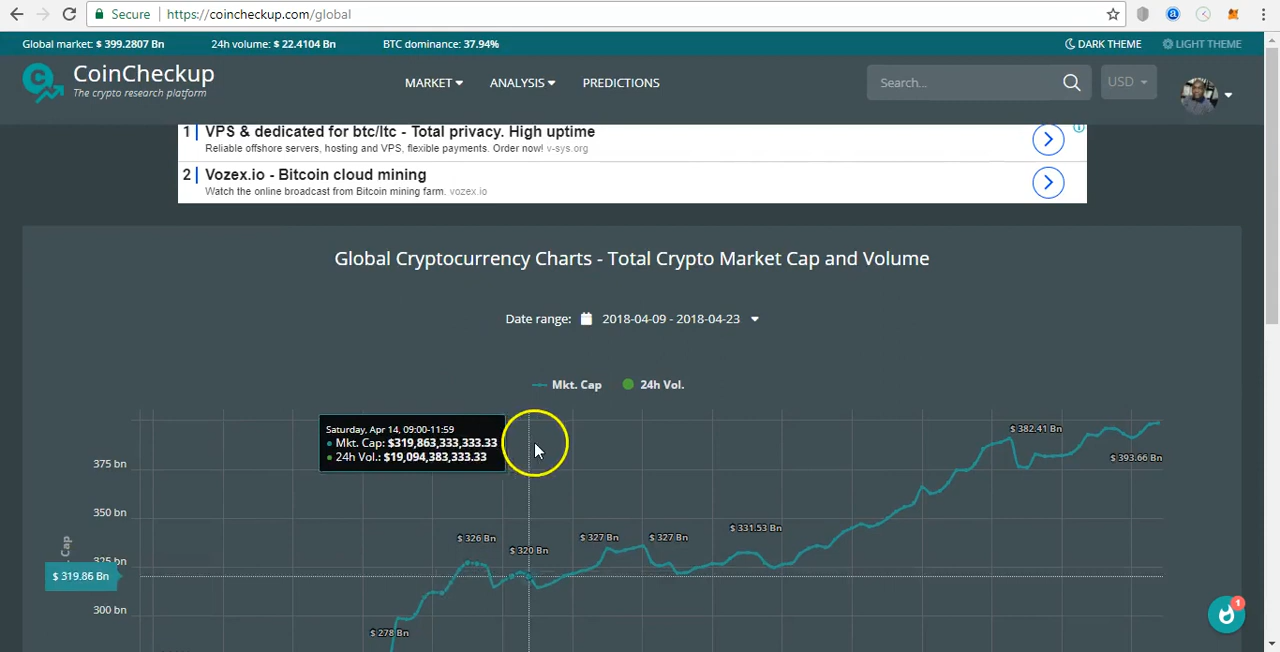 Secure https://coincheckup.com/global
Global market: $ 399.2807 Bn 24h volume: $ 22.4104 Bn BTC dominance: 37.94% DARK THEME LIGHT THEME
CoinCheckup
The crypto research platform
MARKET ANALYSIS PREDICTIONS Search... USD
1 VPS & dedicated for btc/ltc - Total privacy. High uptime
Reliable offshore servers, hosting and VPS, flexible payments. Order now! v-sys.org
2 Vozex.io - Bitcoin cloud mining
Watch the online broadcast from Bitcoin mining farm. vozex.io
Global Cryptocurrency Charts - Total Crypto Market Cap and Volume
Date range: 2018-04-09 - 2018-04-23
Mkt. Cap 24h Vol.
Saturday, Apr 14, 09:00-11:59
Mkt. Cap: $319,863,333,333.33
24h Vol.: $19,094,383,333.33
$ 382.41 Bn
$ 393.66 Bn
375 bn
350 bn
$ 331.53 Bn
$ 326 Bn
$ 327 Bn
$ 327 Bn
$ 320 Bn
Cap
325 bn
$ 319.86 Bn
300 bn
1
$ 278 Bn